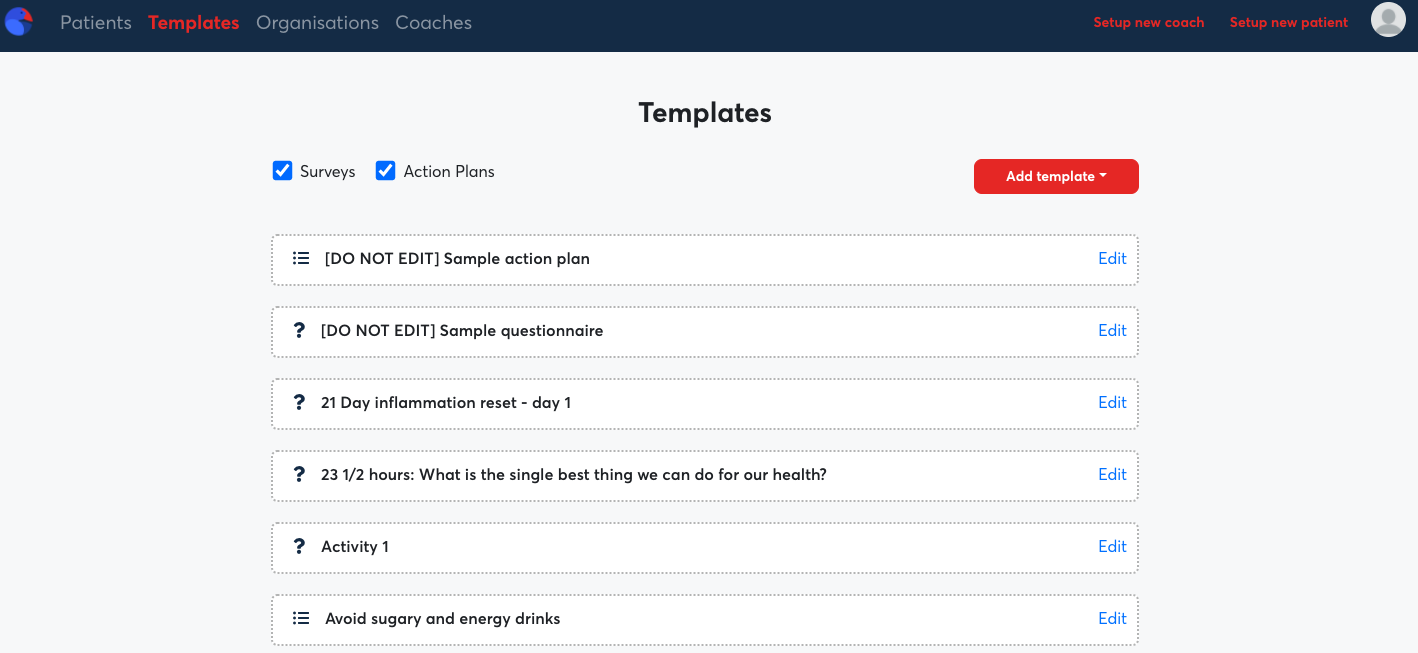 Patients Templates Organisations Coaches Setup new coach Setup new patient
Templates
Surveys Action Plans Add template
[DO NOT EDIT] Sample action plan Edit
? [DO NOT EDIT] Sample questionnaire Edit
? 21 Day inflammation reset - day 1 Edit
? 23 1/2 hours: What is the single best thing we can do for our health? Edit
? Activity 1 Edit
Avoid sugary and energy drinks Edit